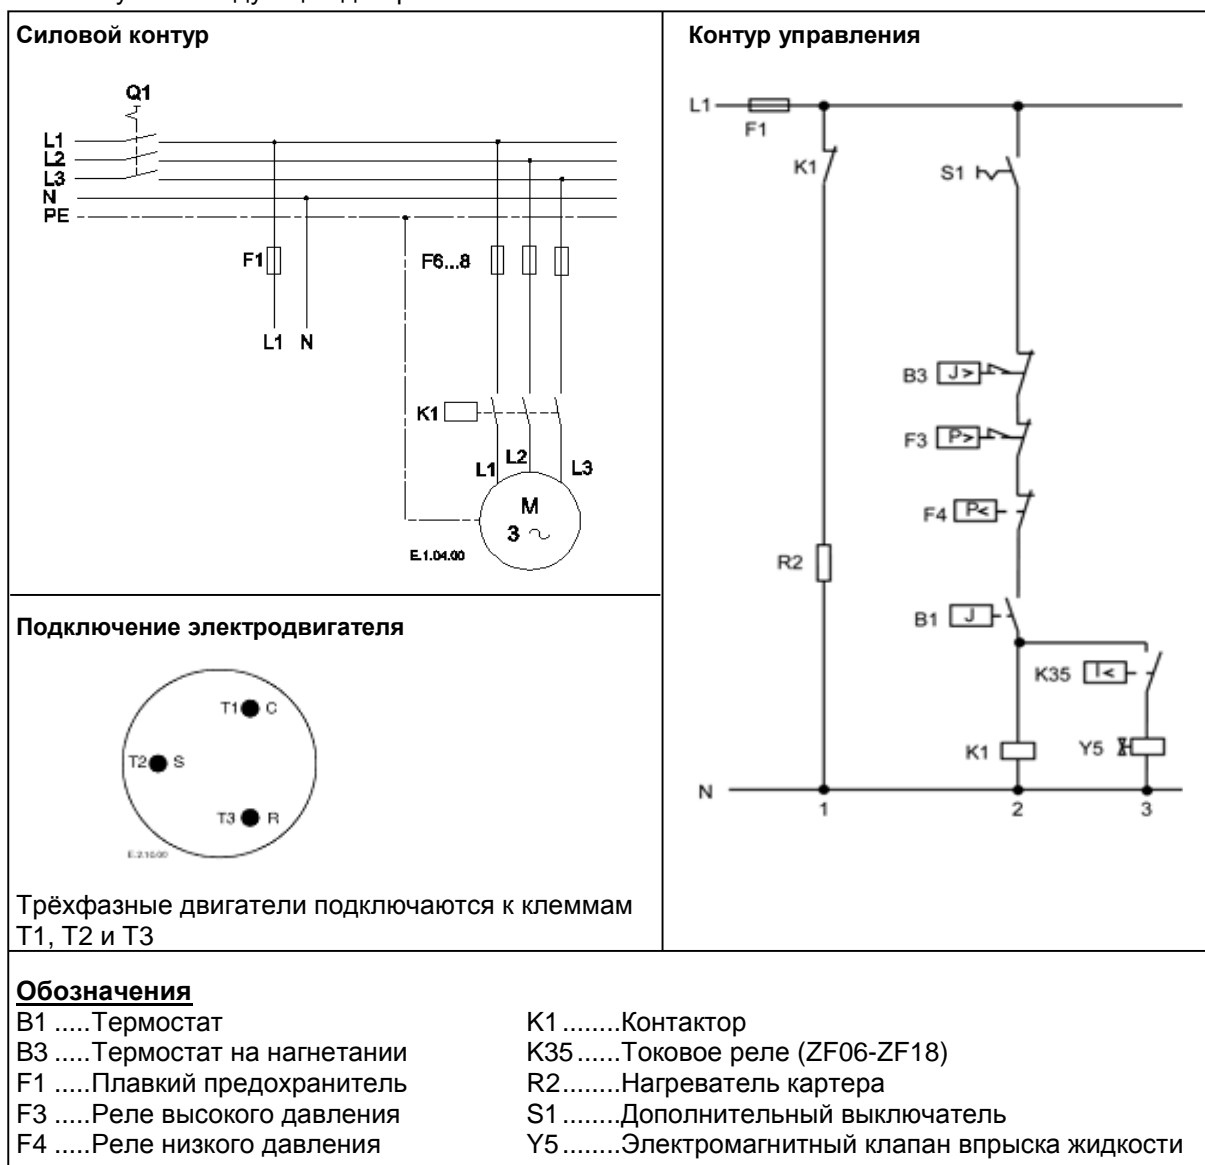 Силовой контур
Q1
L1
L2
L3
N
PE
F1
F6...8
L1 N
K1
L1
L2
L3
M
3
E.1.04.00
Подключение электродвигателя
T1 C
T2 S
T3 R
E.2.10.00
Трёхфазные двигатели подключаются к клеммам
T1, T2 и T3
Контур управления
L1
F1
K1
S1
B3 J>
F3 P>
F4 P<
R2
B1 J
K35 I<
K1
Y5
N
1 2 3
Обозначения
B1 .....Термостат
B3 .....Термостат на нагнетании
F1 .....Плавкий предохранитель
F3 .....Реле высокого давления
F4 .....Реле низкого давления
K1 ........Контактор
K35 ......Токовое реле (ZF06-ZF18)
R2........Нагреватель картера
S1 ........Дополнительный выключатель
Y5 ........Электромагнитный клапан впрыска жидкости